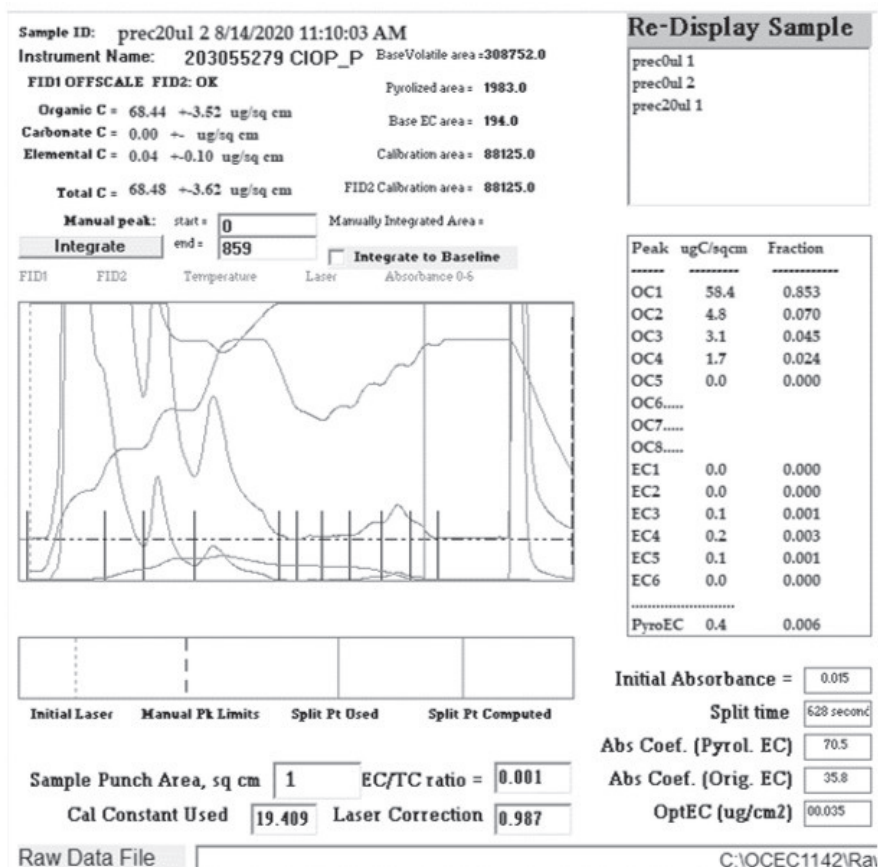 Sample ID: prec20ul 2 8/14/2020 11:10:03 AM
Instrument Name: 203055279 CIOP_P
FID1 OFFSCALE FID2: OK
Organic C = 68.44 +-3.52 ug/sq cm
Carbonate C = 0.00 +- ug/sq cm
Elemental C = 0.04 +-0.10 ug/sq cm
Total C = 68.48 +-3.62 ug/sq cm
BaseVolatile area =308752.0
Pyrolized area = 1983.0
Base EC area = 194.0
Calibration area = 88125.0
FID2 Calibration area = 88125.0
Manual peak: start = 0
Integrate end = 859
Manually Integrated Area =
Integrate to Baseline
FID1 FID2 Temperature Laser Absorbance 0-6
Initial Laser Manual Pk Limits Split Pt Used Split Pt Computed
Sample Punch Area, sq cm 1 EC/TC ratio = 0.001
Cal Constant Used 19.409 Laser Correction 0.987
Re-Display Sample
prec0ul 1
prec0ul 2
prec20ul 1
Peak ugC/sqcm Fraction
------ --------- -------------
OC1 58.4 0.853
OC2 4.8 0.070
OC3 3.1 0.045
OC4 1.7 0.024
OC5 0.0 0.000
OC6.....
OC7.....
OC8.....
EC1 0.0 0.000
EC2 0.0 0.000
EC3 0.1 0.001
EC4 0.2 0.003
EC5 0.1 0.001
EC6 0.0 0.000
.........................
PyroEC 0.4 0.006
Initial Absorbance = 0.015
Split time 628 second
Abs Coef. (Pyrol. EC) 70.5
Abs Coef. (Orig. EC) 35.8
OptEC (ug/cm2) 00.035
Raw Data File C:\OCEC1142\Rav